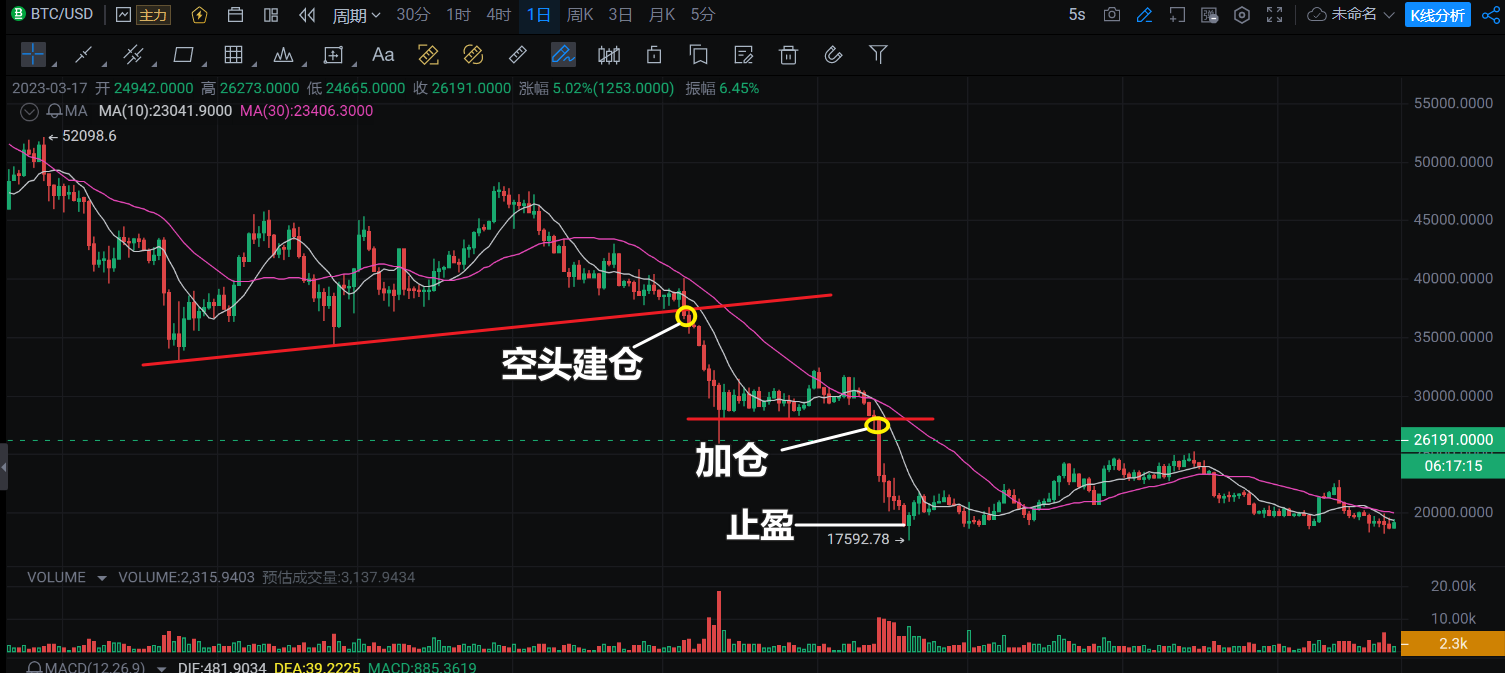 BTC/USD 主力 周期 30分 1时 4时 1日 周K 3日 月K 5分 5s 未命名 K线分析
Aa
2023-03-17 开 24942.0000 高 26273.0000 低 24665.0000 收 26191.0000 涨幅 5.02%(1253.0000) 振幅 6.45%
MA MA(10):23041.9000 MA(30):23406.3000
55000.0000
52098.6
50000.0000
45000.0000
40000.0000
35000.0000
空头建仓
30000.0000
26191.0000
加仓
06:17:15
20000.0000
止盈
17592.78
VOLUME VOLUME:2,315.9403 预估成交量:3,137.9434
20.00k
10.00k
2.3k
MACD(12,26,9) DIF:481.9034 DEA:39.2225 MACD:885.3619